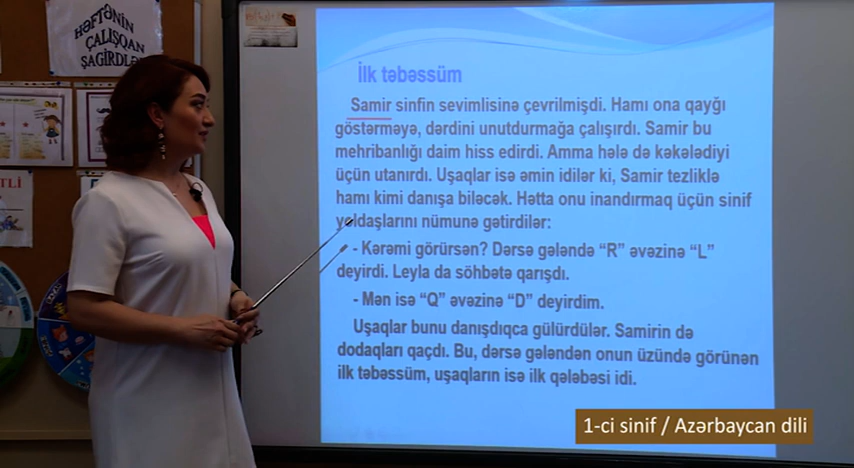 HƏFTƏNİN
ÇALIŞQAN
İlk təbəssüm
Samir sinfin sevimlisinə çevrilmişdi. Hamı ona qayğı
göstərməyə, dərdini unutdurmağa çalışırdı. Samir bu
mehribanlığı daim hiss edirdi. Amma hələ də kəkələdiyi
üçün utanırdı. Uşaqlar isə əmin idilər ki, Samir tezliklə
hamı kimi danışa biləcək. Hətta onu inandırmaq üçün sinif
yoldaşlarını nümunə gətirdilər:
- Kərəmi görürsən? Dərsə gələndə “R” əvəzinə “L”
deyirdi. Leyla da söhbətə qarışdı.
- Mən isə “Q” əvəzinə “D” deyirdim.
Uşaqlar bunu danışdıqca gülürdülər. Samirin də
dodaqları qaçdı. Bu, dərsə gələndən onun üzündə görünən
ilk təbəssüm, uşaqların isə ilk qələbəsi idi.
1-ci sinif / Azərbaycan dili